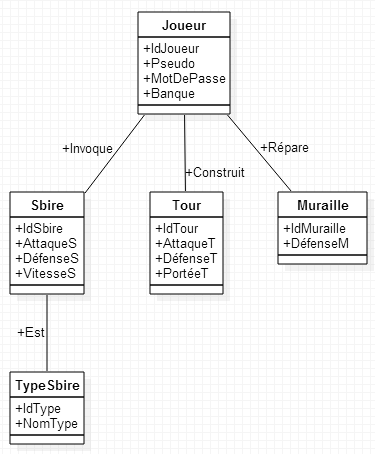 Joueur
+IdJoueur
+Pseudo
+MotDePasse
+Banque
+Invoque
+Construit
+Répare
Sbire
+IdSbire
+AttaqueS
+DéfenseS
+VitesseS
Tour
+IdTour
+AttaqueT
+DéfenseT
+PortéeT
Muraille
+IdMuraille
+DéfenseM
+Est
TypeSbire
+IdType
+NomType